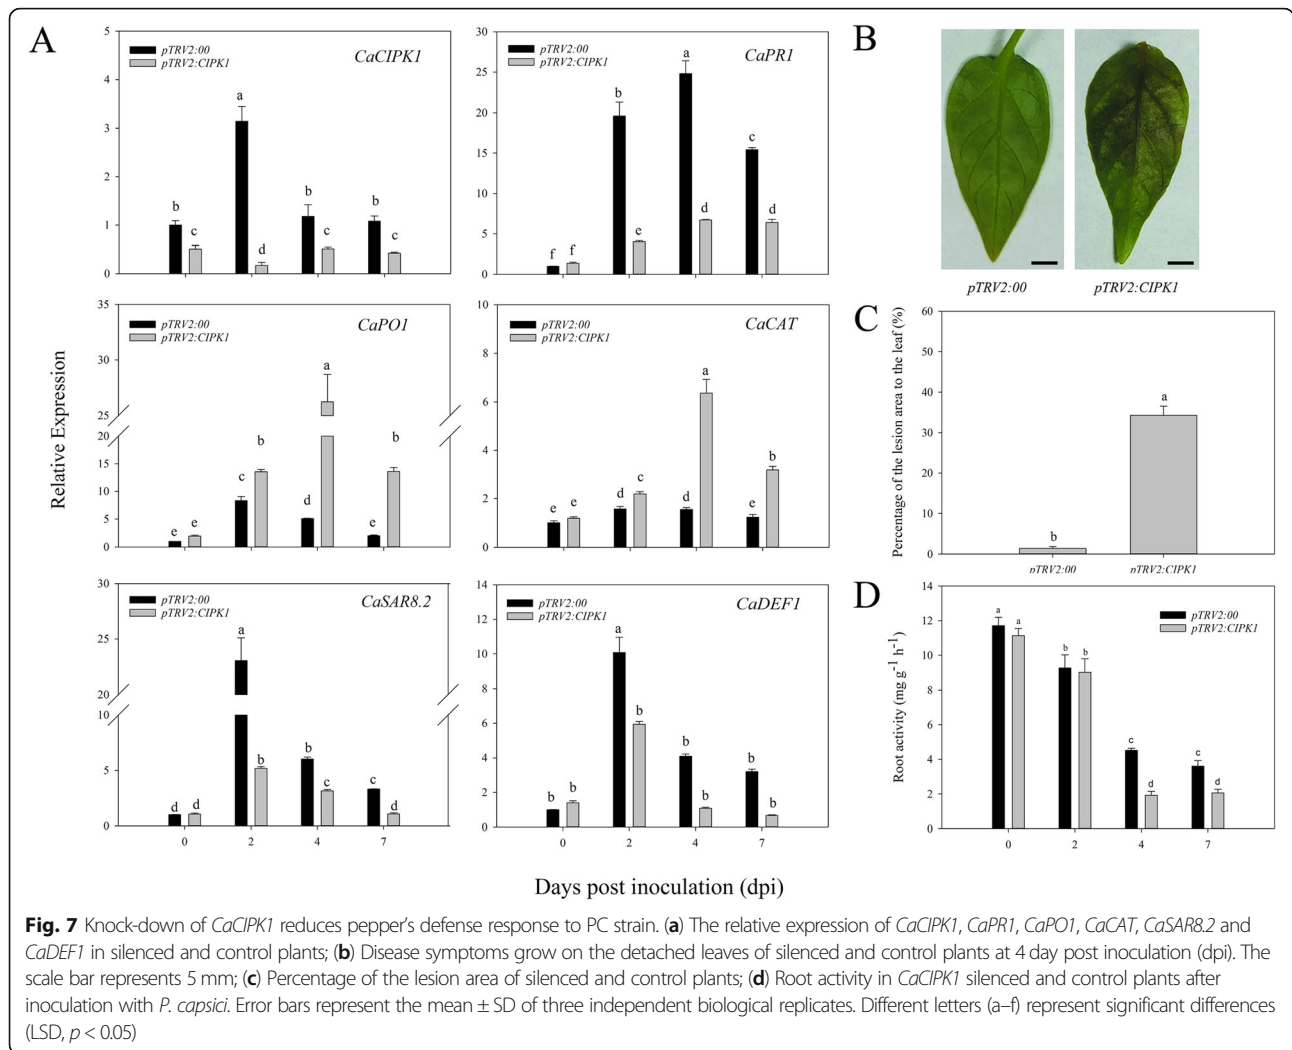 A
pTRV2:00
pTRV2:CIPK1
CaCIPK1
5
4
3
2
1
0
b
c
a
d
b
c
b
c
pTRV2:00
pTRV2:CIPK1
CaPR1
30
25
20
15
10
5
0
f
f
b
e
a
d
c
d
Relative Expression
pTRV2:00
pTRV2:CIPK1
CaPO1
35
30
25
20
15
10
5
0
e
e
c
b
d
a
e
b
pTRV2:00
pTRV2:CIPK1
CaCAT
10
8
6
4
2
0
e
e
d
c
d
a
e
b
pTRV2:00
pTRV2:CIPK1
CaSAR8.2
30
25
20
10
5
0
d
d
a
b
b
c
c
d
0
2
4
7
pTRV2:00
pTRV2:CIPK1
CaDEF1
14
12
10
8
6
4
2
0
b
b
a
b
b
b
b
b
0
2
4
7
Days post inoculation (dpi)
B
pTRV2:00
pTRV2:CIPK1
C
Percentage of the lesion area to the leaf (%)
60
50
40
30
20
10
0
b
a
pTRV2:00
pTRV2:CIPK1
D
Root activity (mg g⁻¹ h⁻¹)
pTRV2:00
pTRV2:CIPK1
14
12
10
8
6
4
2
0
a
a
b
b
c
d
c
d
0
2
4
7
Fig. 7 Knock-down of CaCIPK1 reduces pepper's defense response to PC strain. (a) The relative expression of CaCIPK1, CaPR1, CaPO1, CaCAT, CaSAR8.2 and
CaDEF1 in silenced and control plants; (b) Disease symptoms grow on the detached leaves of silenced and control plants at 4 day post inoculation (dpi). The
scale bar represents 5 mm; (c) Percentage of the lesion area of silenced and control plants; (d) Root activity in CaCIPK1 silenced and control plants after
inoculation with P. capsici. Error bars represent the mean ± SD of three independent biological replicates. Different letters (a–f) represent significant differences
(LSD, p < 0.05)